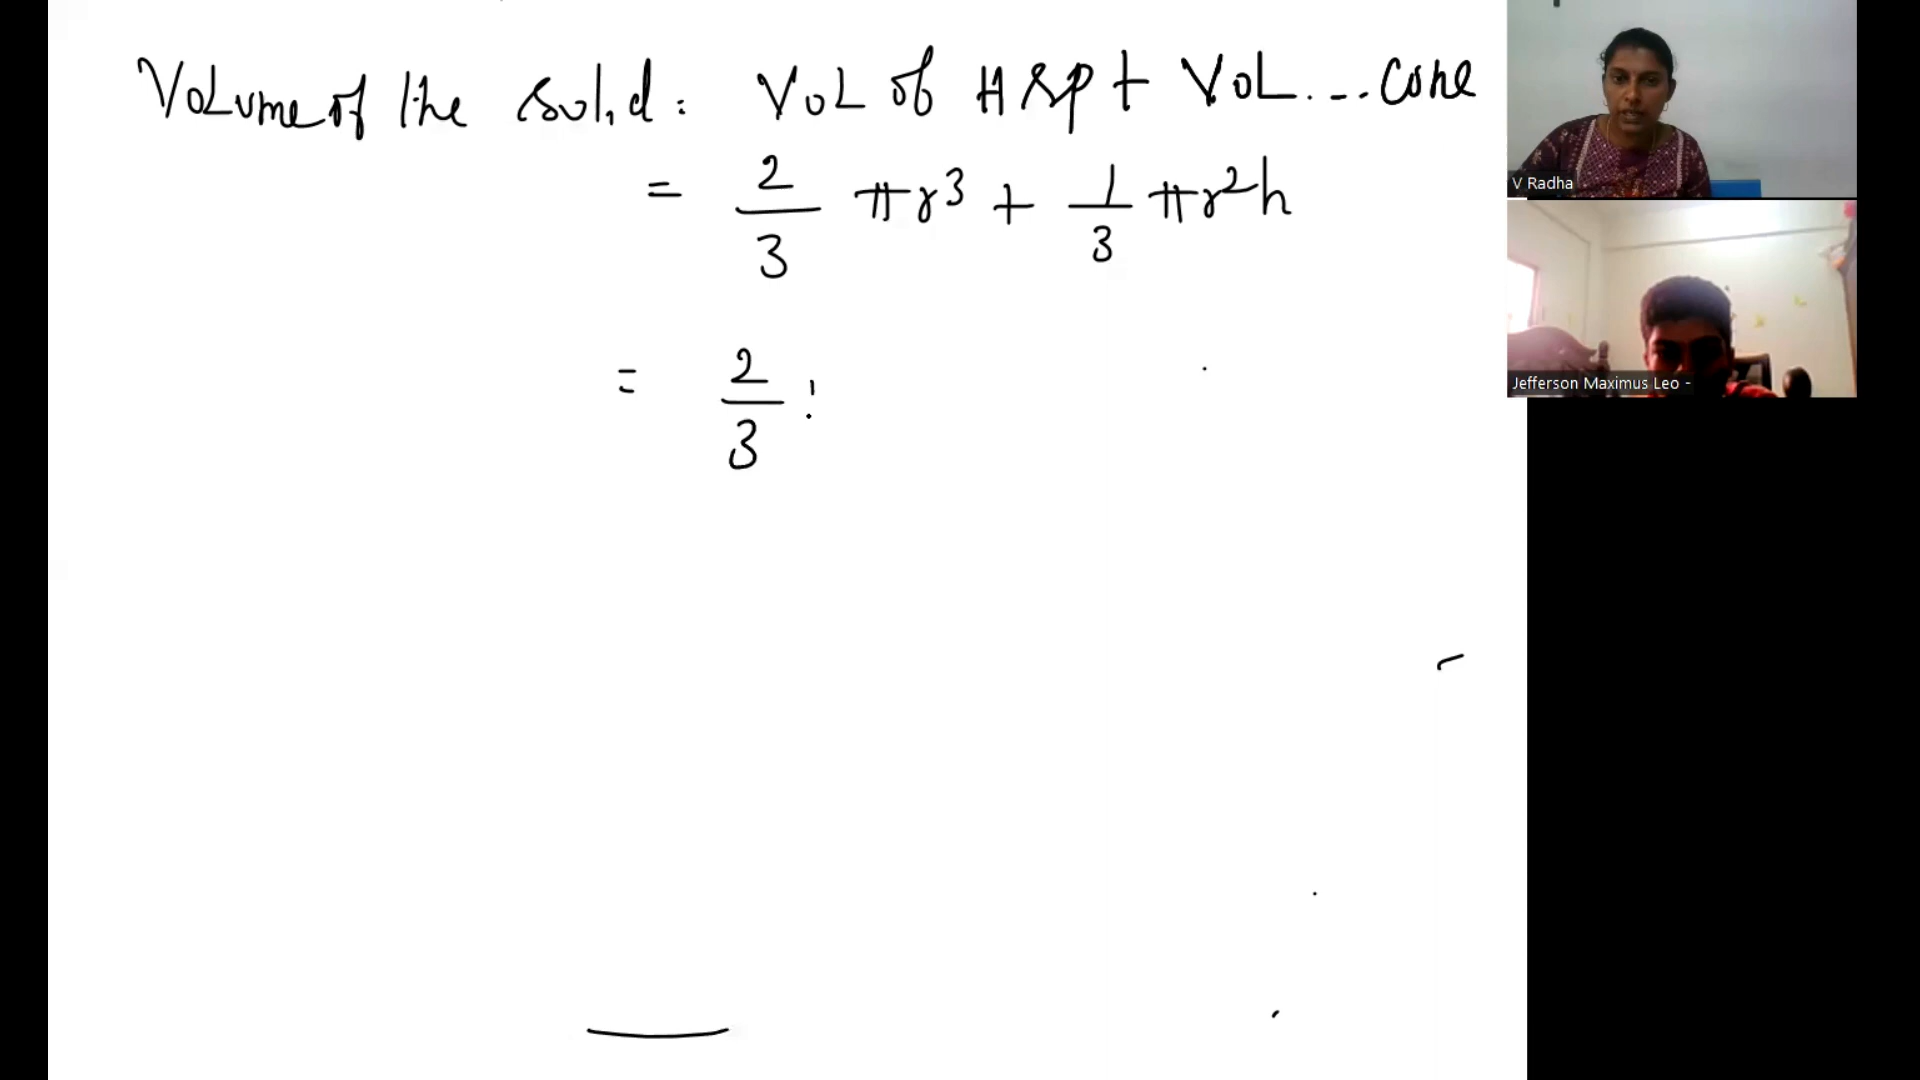 Volume of the solid: Vol of H Sp + Vol... cone
= 2/3 πr³ + 1/3 πr²h
= 2/3
V Radha
Jefferson Maximus Leo -